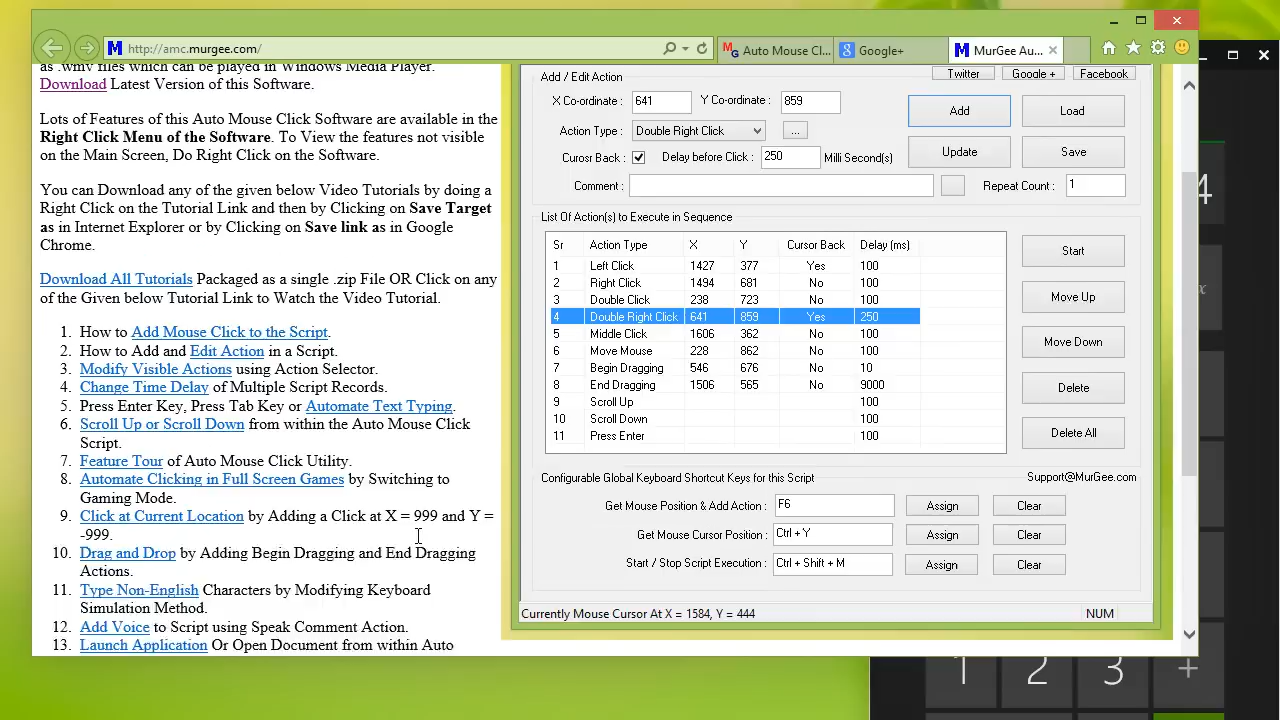 http://amc.murgee.com/
Auto Mouse Cl...
Google+
MurGee Au...
as .wmv files which can be played in Windows Media Player.
Download Latest Version of this Software.
Lots of Features of this Auto Mouse Click Software are available in the
Right Click Menu of the Software. To View the features not visible
on the Main Screen, Do Right Click on the Software.
You can Download any of the given below Video Tutorials by doing a
Right Click on the Tutorial Link and then by Clicking on Save Target
as in Internet Explorer or by Clicking on Save link as in Google
Chrome.
Download All Tutorials Packaged as a single .zip File OR Click on any
of the Given below Tutorial Link to Watch the Video Tutorial.
1. How to Add Mouse Click to the Script.
2. How to Add and Edit Action in a Script.
3. Modify Visible Actions using Action Selector.
4. Change Time Delay of Multiple Script Records.
5. Press Enter Key, Press Tab Key or Automate Text Typing.
6. Scroll Up or Scroll Down from within the Auto Mouse Click
Script.
7. Feature Tour of Auto Mouse Click Utility.
8. Automate Clicking in Full Screen Games by Switching to
Gaming Mode.
9. Click at Current Location by Adding a Click at X = 999 and Y =
-999.
10. Drag and Drop by Adding Begin Dragging and End Dragging
Actions.
11. Type Non-English Characters by Modifying Keyboard
Simulation Method.
12. Add Voice to Script using Speak Comment Action.
13. Launch Application Or Open Document from within Auto
Add / Edit Action
Twitter
Google +
Facebook
X Co-ordinate : 641 Y Co-ordinate : 859
Add
Load
Action Type : Double Right Click ...
Curosr Back : Delay before Click : 250 Milli Second(s)
Update
Save
Comment : Repeat Count : 1
List Of Action(s) to Execute in Sequence
Sr Action Type X Y Cursor Back Delay (ms)
1 Left Click 1427 377 Yes 100
2 Right Click 1494 681 No 100
3 Double Click 238 723 No 100
4 Double Right Click 641 859 Yes 250
5 Middle Click 1606 362 No 100
6 Move Mouse 228 862 No 100
7 Begin Dragging 546 676 No 10
8 End Dragging 1506 565 No 9000
9 Scroll Up 100
10 Scroll Down 100
11 Press Enter 100
Start
Move Up
Move Down
Delete
Delete All
Configurable Global Keyboard Shortcut Keys for this Script
Support@MurGee.com
Get Mouse Position & Add Action : F6 Assign Clear
Get Mouse Cursor Position : Ctrl + Y Assign Clear
Start / Stop Script Execution : Ctrl + Shift + M Assign Clear
Currently Mouse Cursor At X = 1584, Y = 444 NUM
4
1 2 3 +